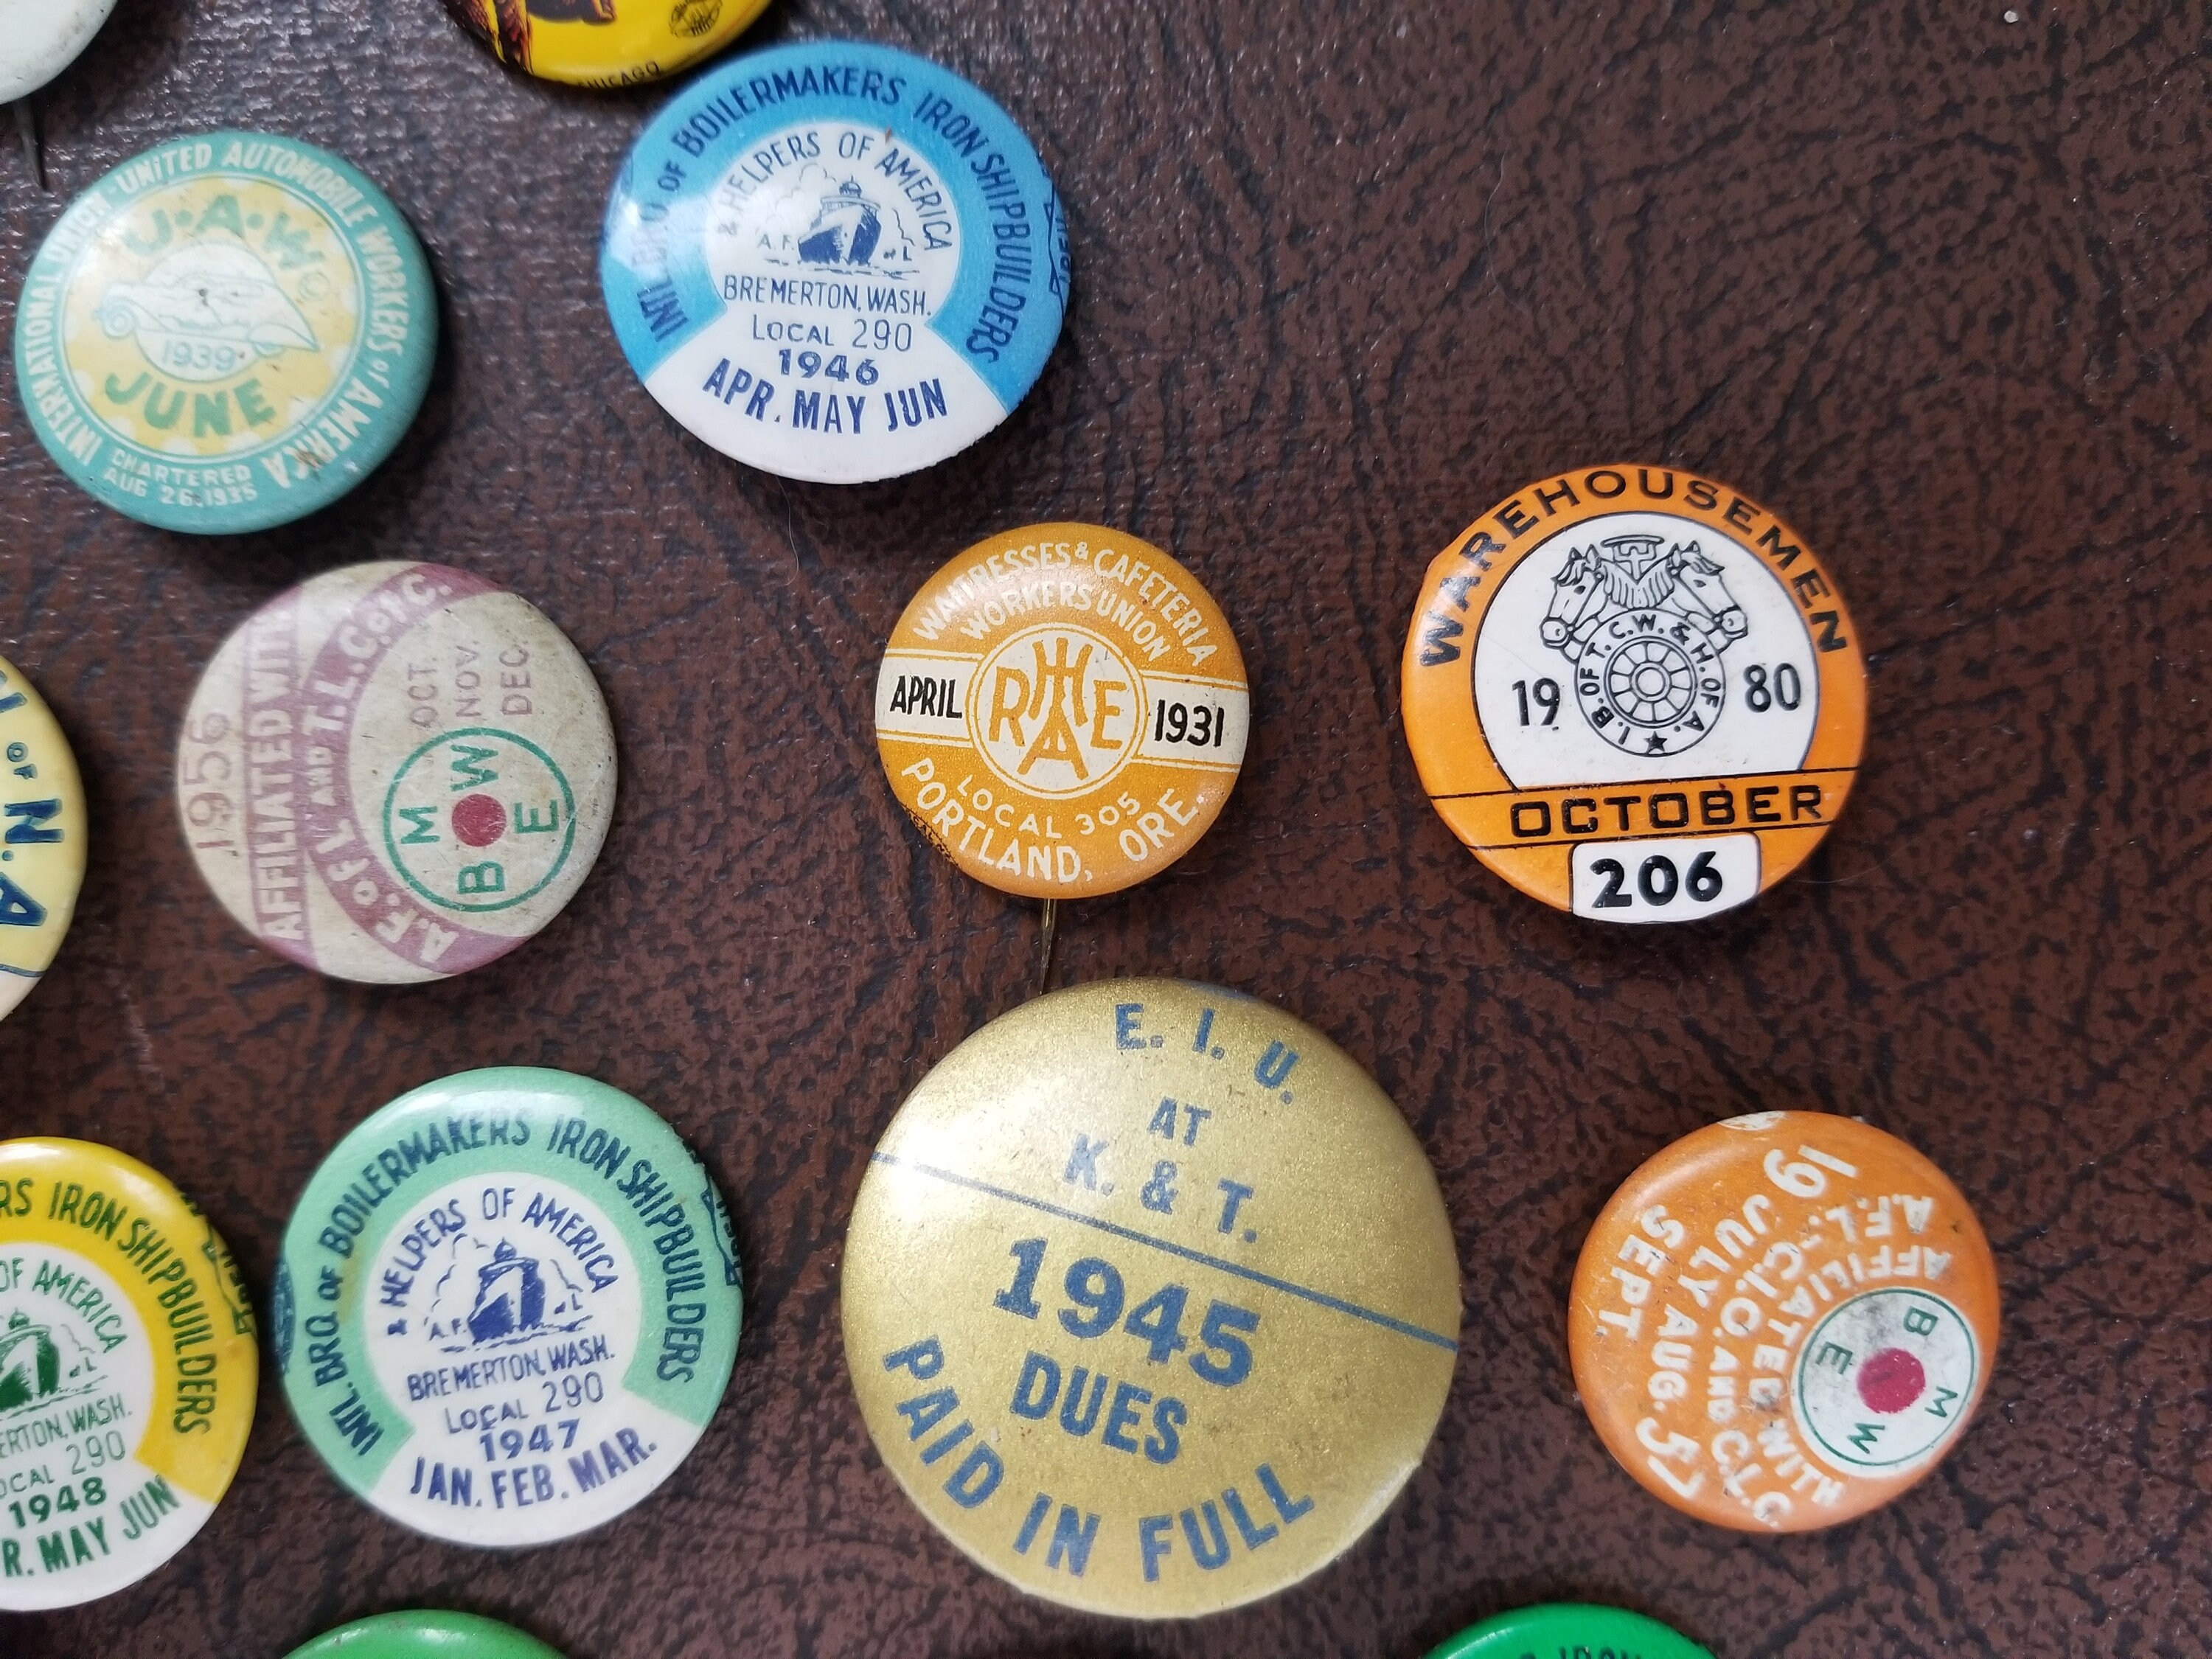 CHICAGO
INTERNATIONAL UNION - UNITED AUTOMOBILE WORKERS OF AMERICA
U·A·W
1939
JUNE
CHARTERED
AUG 26,1935
INTL BRO OF BOILERMAKERS IRON SHIPBUILDERS
& HELPERS OF AMERICA
A.F. of L
BREMERTON, WASH.
LOCAL 290
1946
APR. MAY JUN
1956
AFFILIATED WITH
A.F. OF L AND T.L.C. OF C.
OCT.
NOV.
DEC.
B M W E
WAITRESSES & CAFETERIA
WORKERS UNION
APRIL
H
R E
A
1931
LOCAL 305
PORTLAND, ORE.
WAREHOUSEMEN
I.B. OF T.C.W. & H. OF A.
19 80
OCTOBER
206
OF N.A
RS IRON SHIPBUILDERS
OF AMERICA
L
ERTON, WASH.
OCAL 290
1948
R. MAY JUN
INTL. BRO. OF BOILERMAKERS IRON SHIPBUILDERS
& HELPERS OF AMERICA
A.F. of L
BREMERTON, WASH.
LOCAL 290
1947
JAN. FEB. MAR.
E. I. U.
AT
K. & T.
1945
DUES
PAID IN FULL
B M W E
AFFILIATED WITH
A.F.L.-C.I.O. AND C.L.C.
JULY AUG.
SEPT.
19 57
IRON